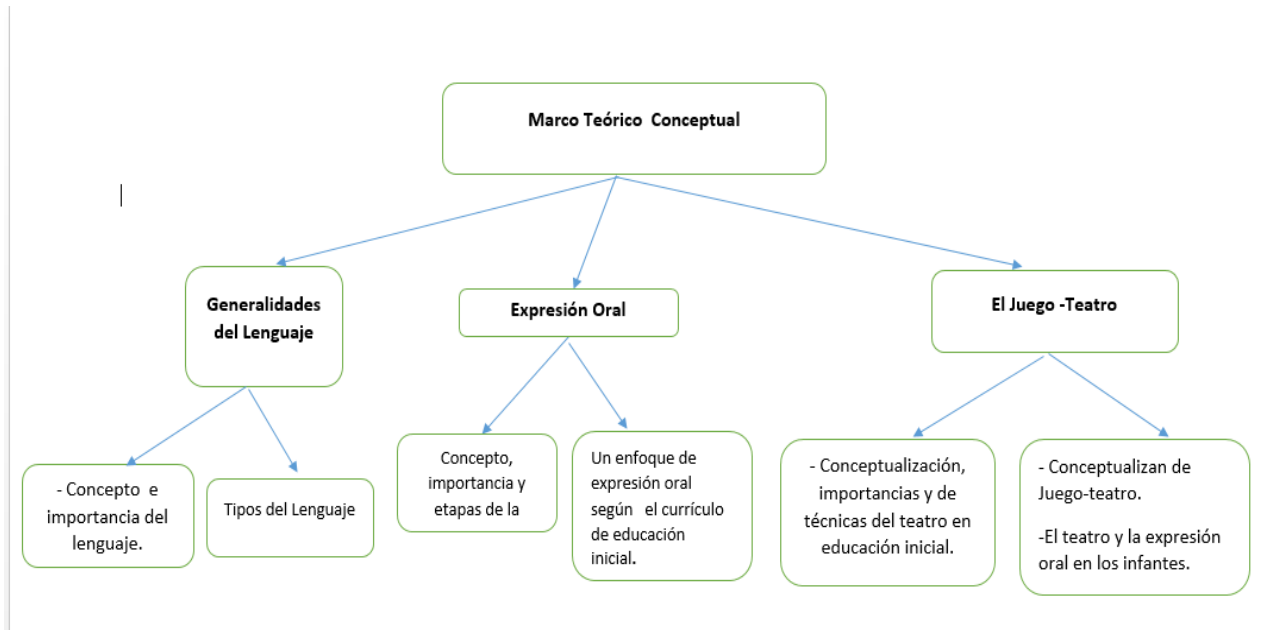 Marco Teórico Conceptual
Generalidades
del Lenguaje
Expresión Oral
El Juego -Teatro
- Concepto e
importancia del
lenguaje.
Tipos del Lenguaje
Concepto,
importancia y
etapas de la
Un enfoque de
expresión oral
según el currículo
de educación
inicial.
- Conceptualización,
importancias y de
técnicas del teatro en
educación inicial.
- Conceptualizan de
Juego-teatro.
-El teatro y la expresión
oral en los infantes.